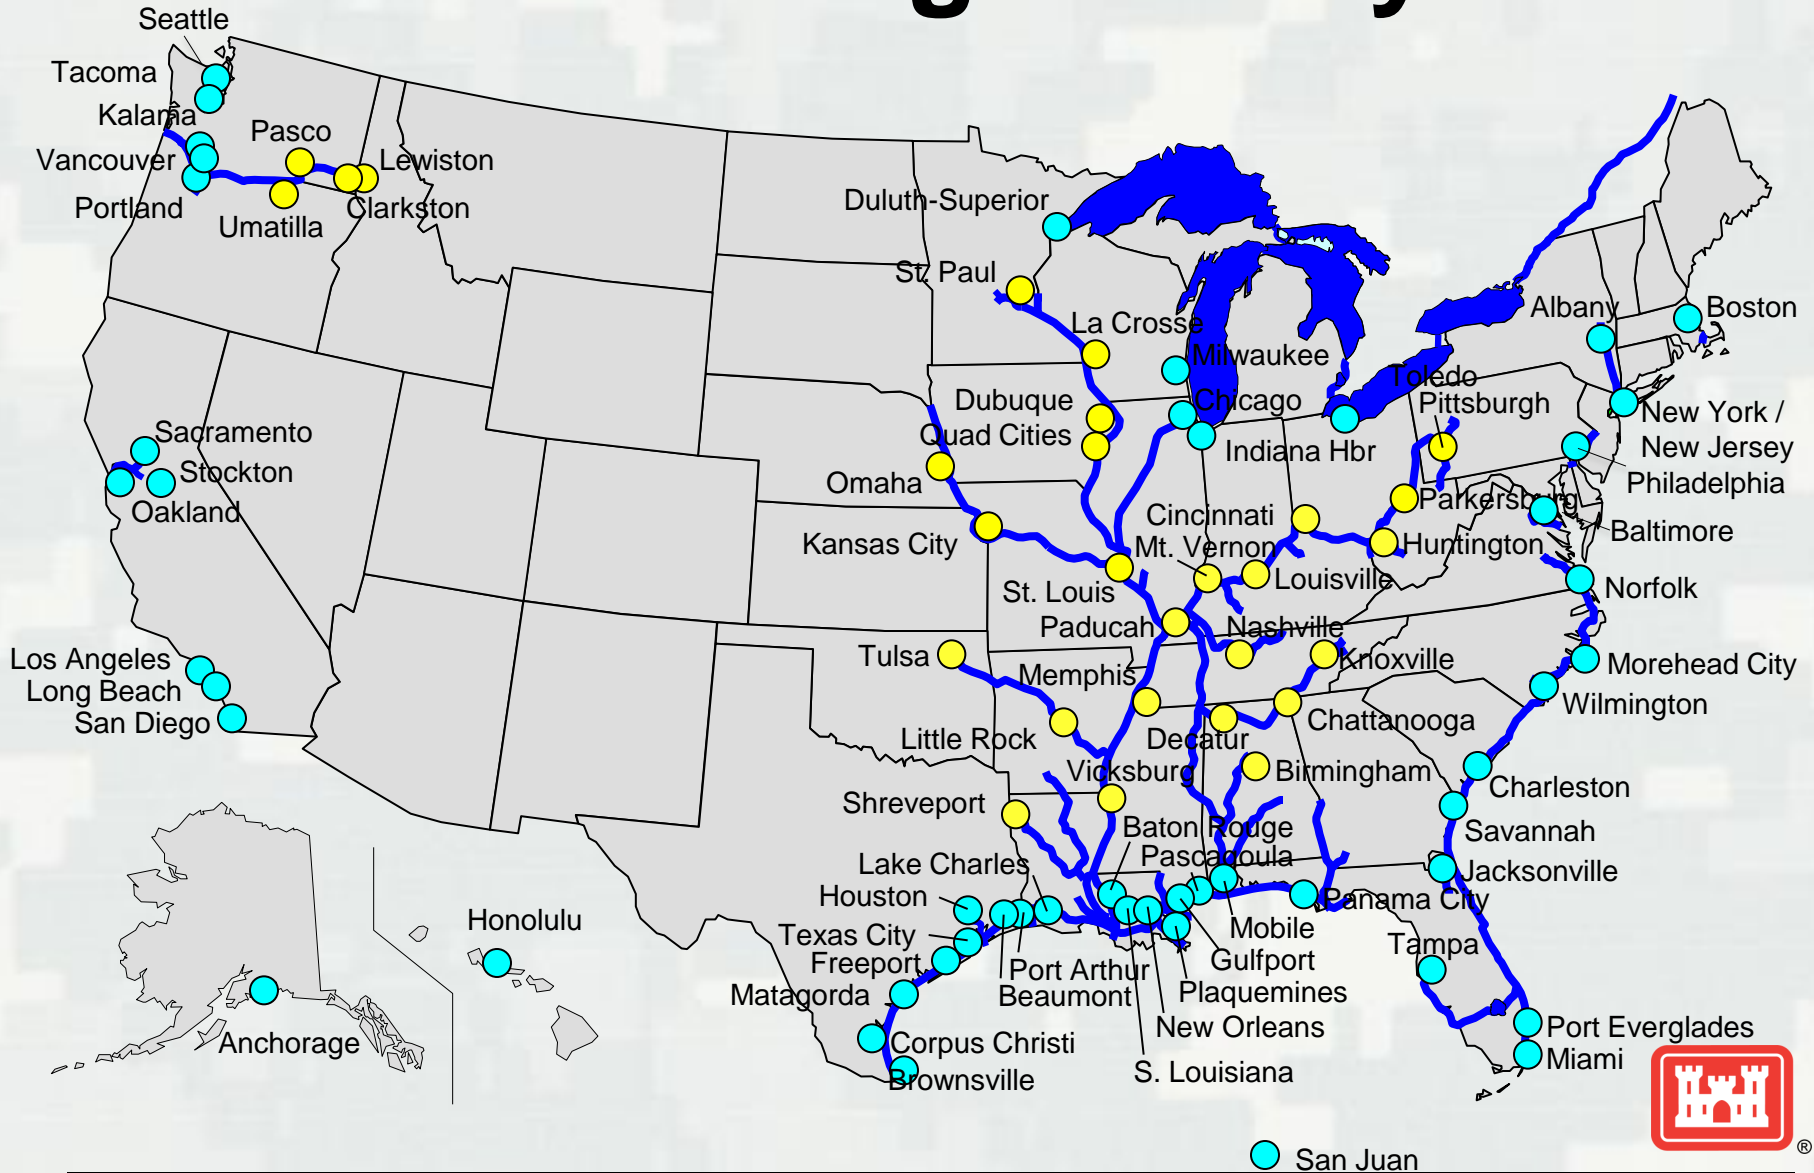 Seattle
Tacoma
Kalama
Vancouver
Portland
Pasco
Lewiston
Clarkston
Umatilla
Duluth-Superior
St. Paul
La Crosse
Milwaukee
Dubuque
Chicago
Quad Cities
Indiana Hbr
Toledo
Pittsburgh
Albany
Boston
New York /
New Jersey
Philadelphia
Parkersburg
Baltimore
Huntington
Norfolk
Sacramento
Stockton
Oakland
Omaha
Kansas City
Cincinnati
Mt. Vernon
Louisville
St. Louis
Paducah
Nashville
Knoxville
Morehead City
Wilmington
Los Angeles
Long Beach
San Diego
Tulsa
Memphis
Little Rock
Decatur
Chattanooga
Vicksburg
Birmingham
Charleston
Shreveport
Savannah
Baton Rouge
Pascagoula
Lake Charles
Jacksonville
Houston
Panama City
Honolulu
Texas City
Mobile
Tampa
Freeport
Port Arthur
Gulfport
Matagorda
Beaumont
Plaquemines
New Orleans
Port Everglades
Anchorage
Corpus Christi
Miami
Brownsville
S. Louisiana
San Juan
®